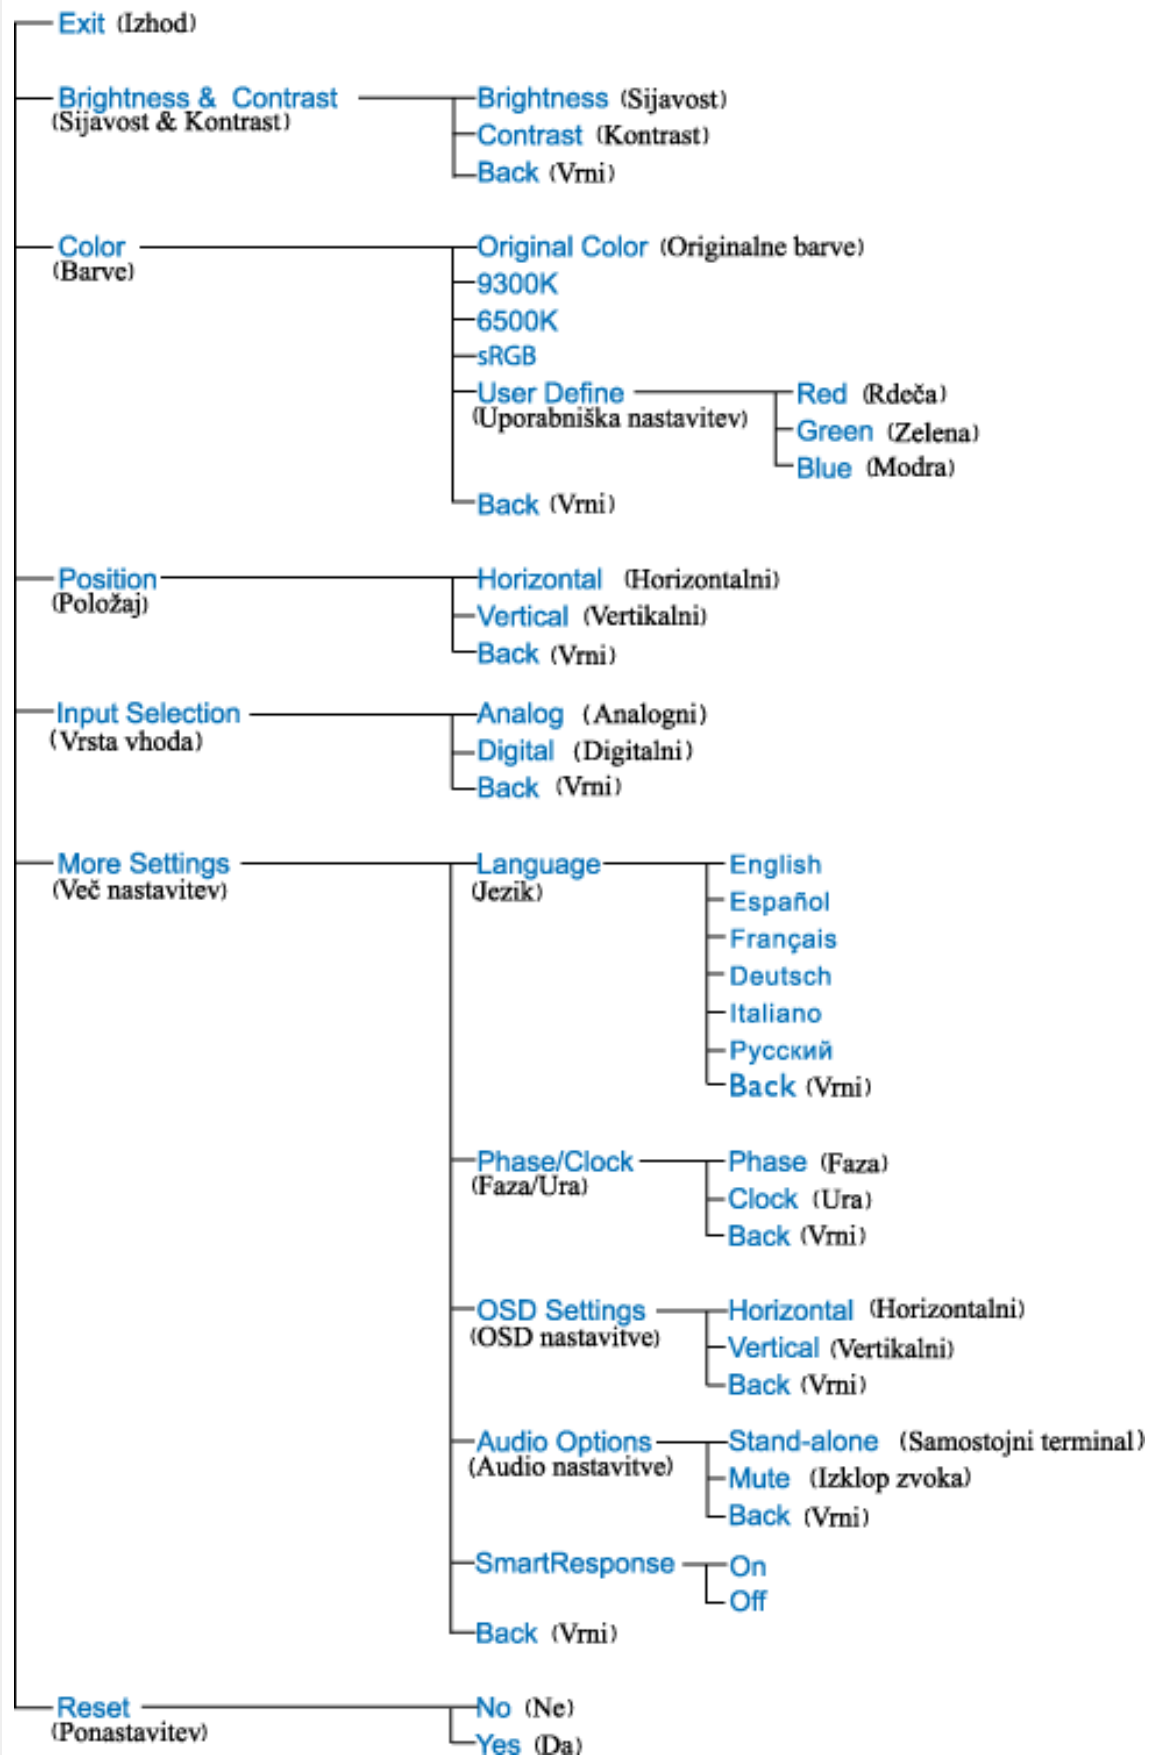 Exit (Izhod)
Brightness & Contrast
(Sijavost & Kontrast)
Brightness (Sijavost)
Contrast (Kontrast)
Back (Vrni)
Color
(Barve)
Original Color (Originalne barve)
9300K
6500K
sRGB
User Define
(Uporabniška nastavitev)
Red (Rdeča)
Green (Zelena)
Blue (Modra)
Back (Vrni)
Position
(Položaj)
Horizontal (Horizontalni)
Vertical (Vertikalni)
Back (Vrni)
Input Selection
(Vrsta vhoda)
Analog (Analogni)
Digital (Digitalni)
Back (Vrni)
More Settings
(Več nastavitev)
Language
(Jezik)
English
Español
Français
Deutsch
Italiano
Русский
Back (Vrni)
Phase/Clock
(Faza/Ura)
Phase (Faza)
Clock (Ura)
Back (Vrni)
OSD Settings
(OSD nastavitve)
Horizontal (Horizontalni)
Vertical (Vertikalni)
Back (Vrni)
Audio Options
(Audio nastavitve)
Stand-alone (Samostojni terminal)
Mute (Izklop zvoka)
Back (Vrni)
SmartResponse
On
Off
Back (Vrni)
Reset
(Ponastavitev)
No (Ne)
Yes (Da)